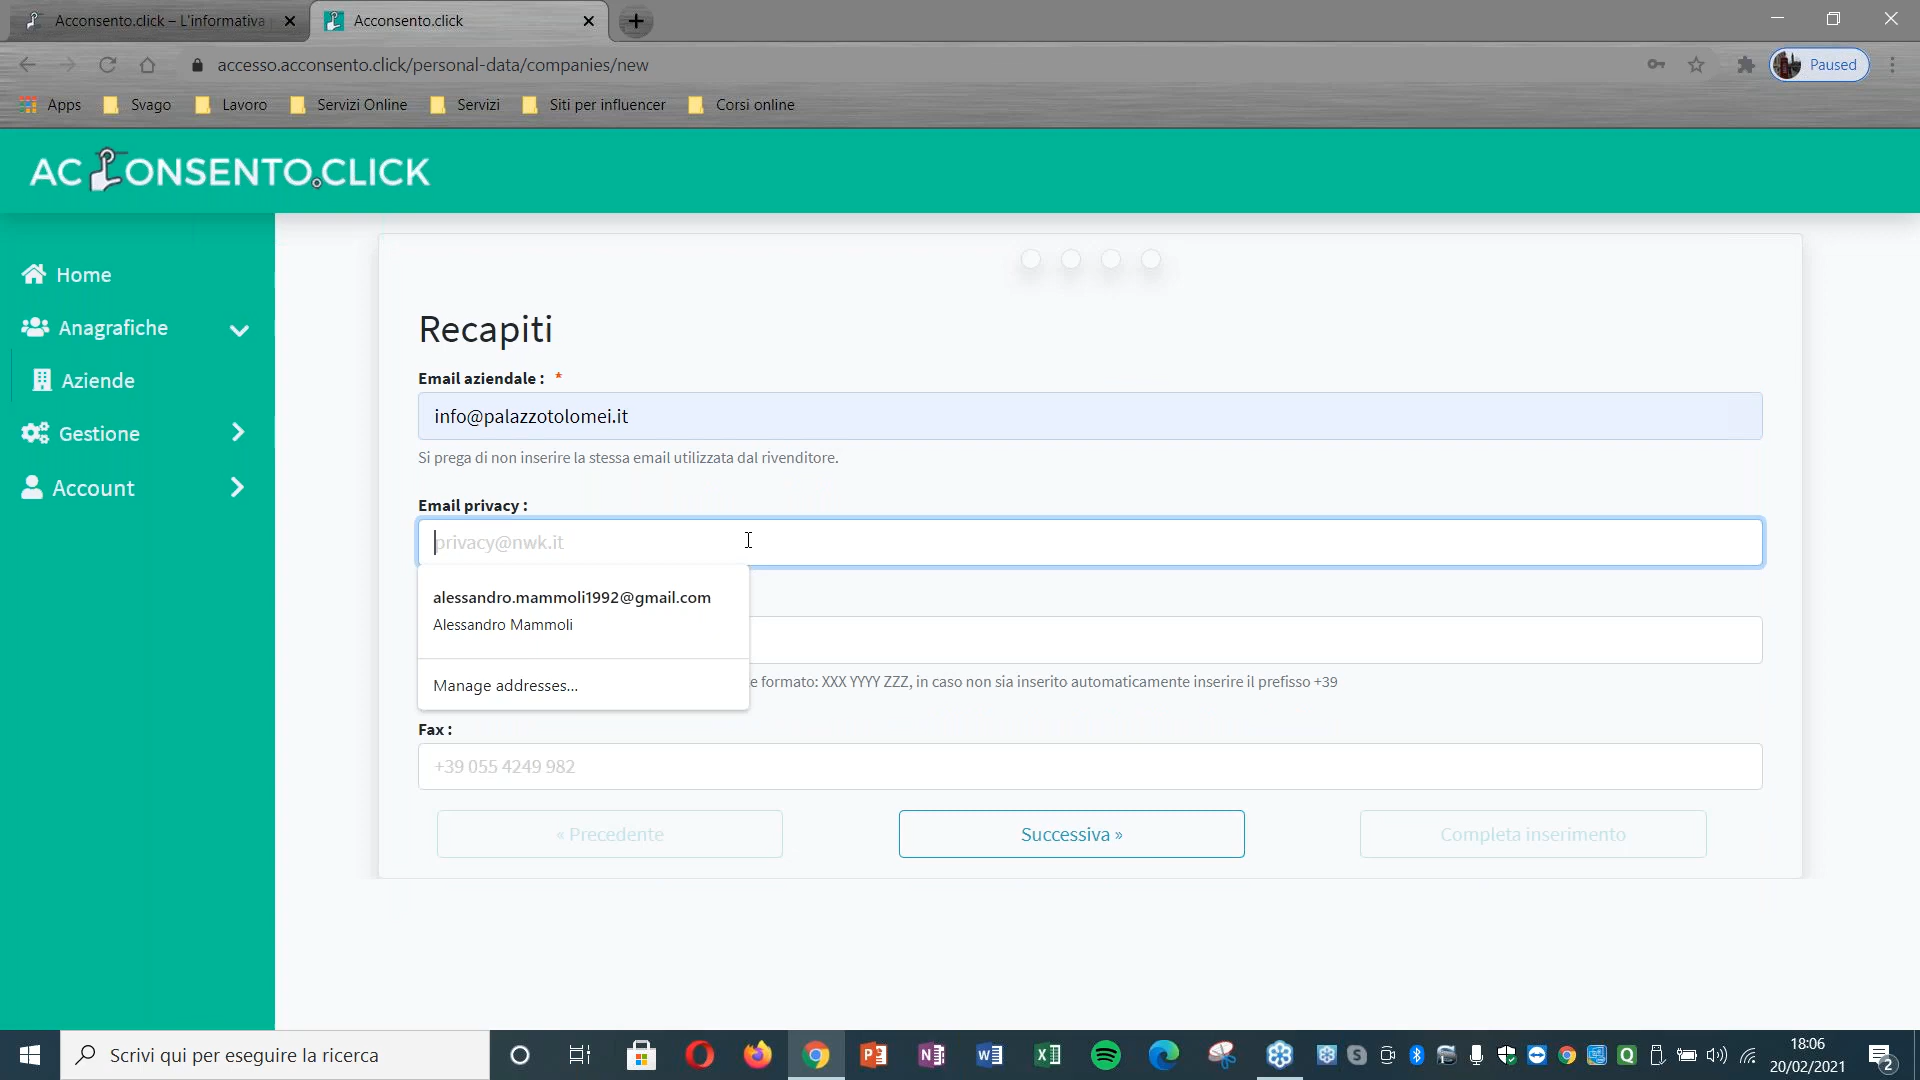 Acconsento.click – L'informativa
Acconsento.click
accesso.acconsento.click/personal-data/companies/new
Paused
Apps
Svago
Lavoro
Servizi Online
Servizi
Siti per influencer
Corsi online
ACCONSENTO.CLICK
Home
Anagrafiche
Aziende
Gestione
Account
Recapiti
Email aziendale : *
info@palazzotolomei.it
Si prega di non inserire la stessa email utilizzata dal rivenditore.
Email privacy :
privacy@nwk.it
alessandro.mammoli1992@gmail.com
Alessandro Mammoli
Manage addresses...
e formato: XXX YYYY ZZZ, in caso non sia inserito automaticamente inserire il prefisso +39
Fax :
+39 055 4249 982
« Precedente
Successiva »
Completa inserimento
Scrivi qui per eseguire la ricerca
18:06
20/02/2021
2